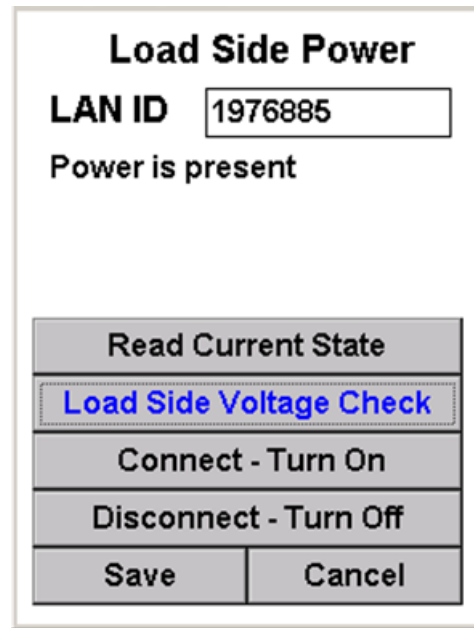 Load Side Power
LAN ID 1976885
Power is present
Read Current State
Load Side Voltage Check
Connect - Turn On
Disconnect - Turn Off
Save Cancel